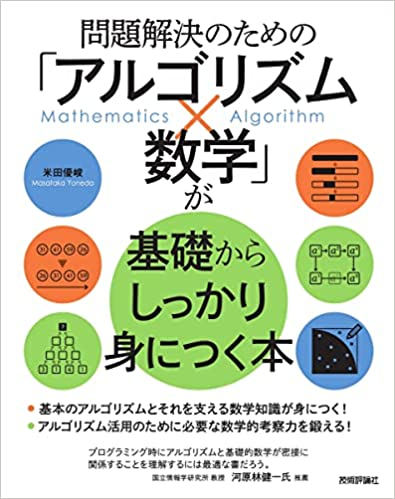 問題解決のための
「アルゴリズム
Mathematics × Algorithm
数学」が
米田優峻
Masataka Yoneda
基礎から
しっかり
身につく本
• 基本のアルゴリズムとそれを支える数学知識が身につく!
• アルゴリズム活用のために必要な数学的考察力を鍛える!
プログラミング時にアルゴリズムと基礎的数学が密接に
関係することを理解するには最適な書だろう。
国立情報学研究所 教授 河原林健一氏 推薦
技術評論社